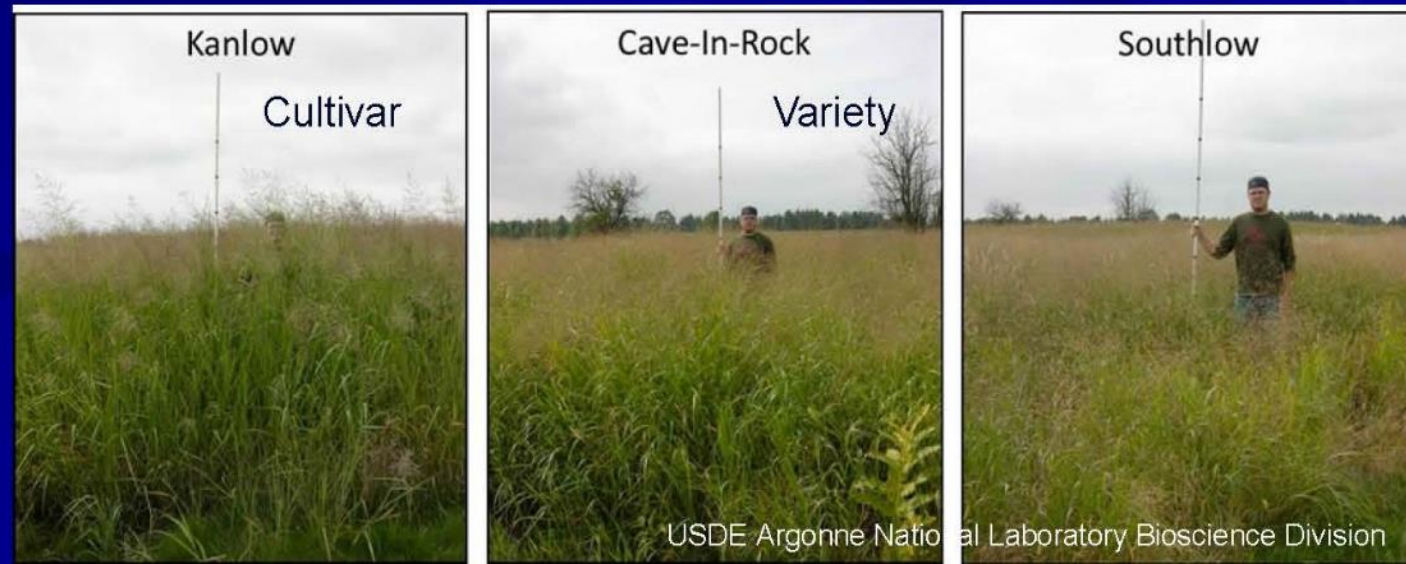 Kanlow
Cultivar
Cave-In-Rock
Variety
Southlow
USDE Argonne National Laboratory Bioscience Division